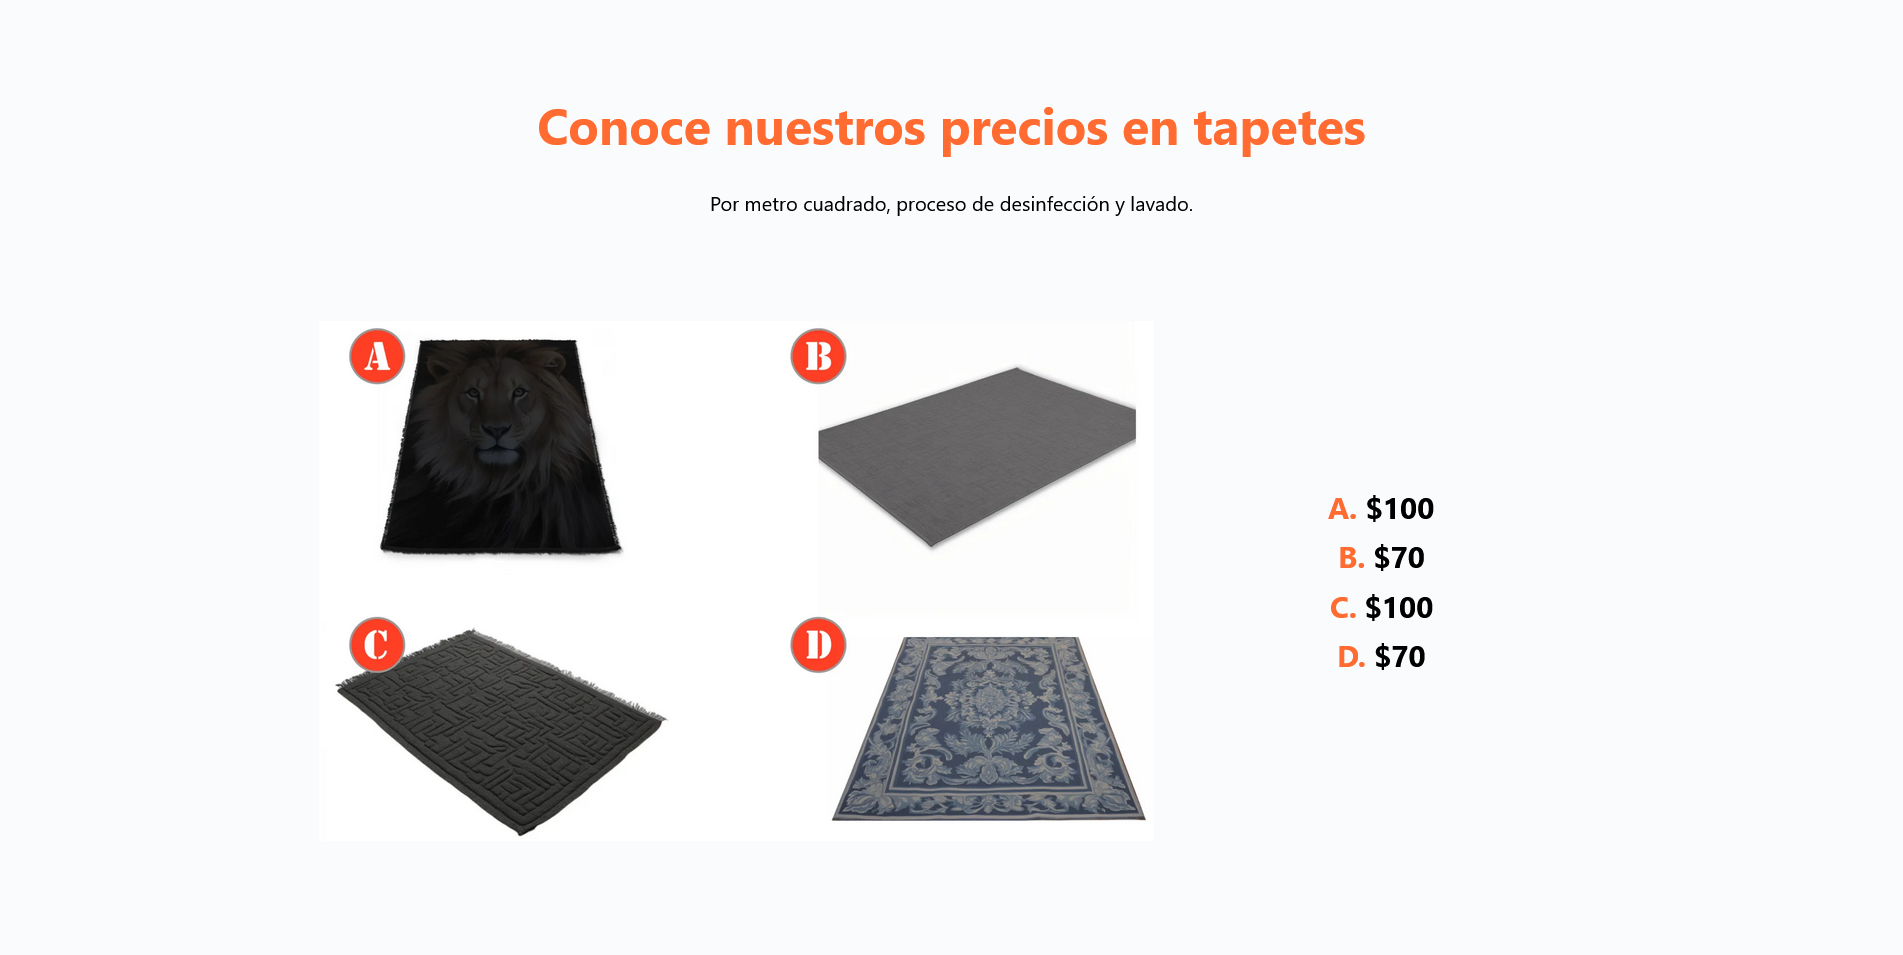 Conoce nuestros precios en tapetes
Por metro cuadrado, proceso de desinfección y lavado.
A
B
C
D
A. $100
B. $70
C. $100
D. $70